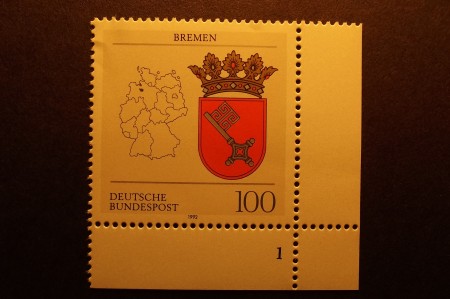 BREMEN
DEUTSCHE
BUNDESPOST
100
1992
1